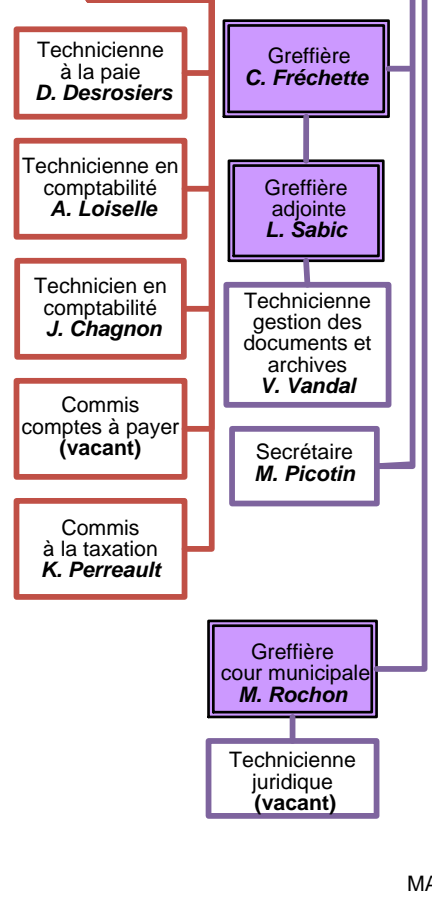 Technicienne
à la paie
D. Desrosiers
Technicienne en
comptabilité
A. Loiselle
Technicien en
comptabilité
J. Chagnon
Commis
comptes à payer
(vacant)
Commis
à la taxation
K. Perreault
Greffière
C. Fréchette
Greffière
adjointe
L. Sabic
Technicienne
gestion des
documents et
archives
V. Vandal
Secrétaire
M. Picotin
Greffière
cour municipale
M. Rochon
Technicienne
juridique
(vacant)
MA